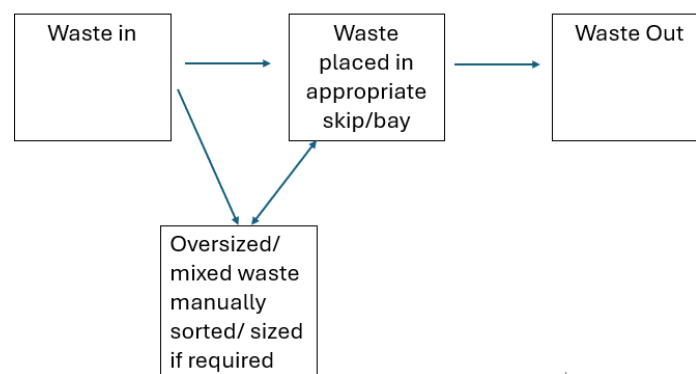 Waste in
Waste
placed in
appropriate
skip/bay
Waste Out
Oversized/
mixed waste
manually
sorted/ sized
if required